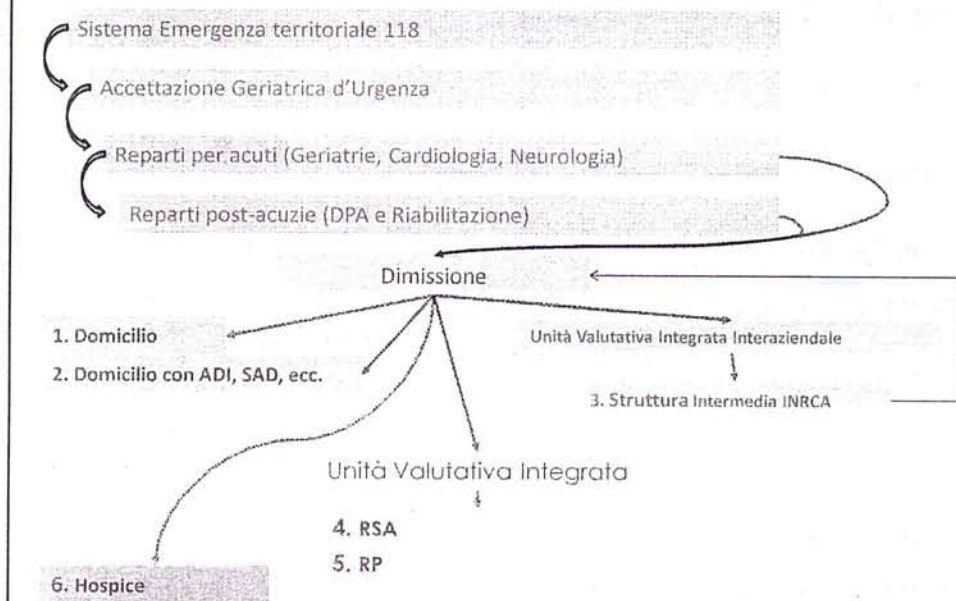 Sistema Emergenza territoriale 118
Accettazione Geriatrica d'Urgenza
Reparti per acuti (Geriatrie, Cardiologia, Neurologia)
Reparti post-acuzie (DPA e Riabilitazione)
Dimissione
1. Domicilio
Unità Valutativa Integrata Interaziendale
2. Domicilio con ADI, SAD, ecc.
3. Struttura Intermedia INRCA
Unità Valutativa Integrata
4. RSA
5. RP
6. Hospice